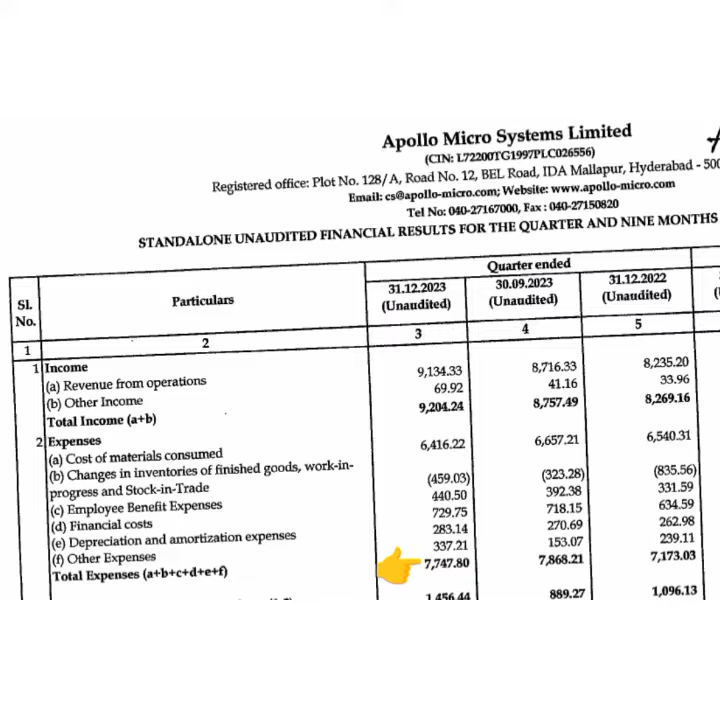 Apollo Micro Systems Limited
(CIN: L72200TG1997PLC026556)
Registered office: Plot No. 128/A, Road No. 12, BEL Road, IDA Mallapur, Hyderabad - 500
Email: cs@apollo-micro.com; Website: www.apollo-micro.com
Tel No: 040-27167000, Fax : 040-27150820
STANDALONE UNAUDITED FINANCIAL RESULTS FOR THE QUARTER AND NINE MONTHS
Sl. No. Particulars Quarter ended
31.12.2023 (Unaudited) 30.09.2023 (Unaudited) 31.12.2022 (Unaudited)
1 2 3 4 5
1 Income
(a) Revenue from operations 9,134.33 8,716.33 8,235.20
(b) Other Income 69.92 41.16 33.96
Total Income (a+b) 9,204.24 8,757.49 8,269.16
2 Expenses
(a) Cost of materials consumed 6,416.22 6,657.21 6,540.31
(b) Changes in inventories of finished goods, work-in-
progress and Stock-in-Trade (459.03) (323.28) (835.56)
(c) Employee Benefit Expenses 440.50 392.38 331.59
(d) Financial costs 729.75 718.15 634.59
(e) Depreciation and amortization expenses 283.14 270.69 262.98
(f) Other Expenses 337.21 153.07 239.11
Total Expenses (a+b+c+d+e+f) 7,747.80 7,868.21 7,173.03
1,456.44 889.27 1,096.13